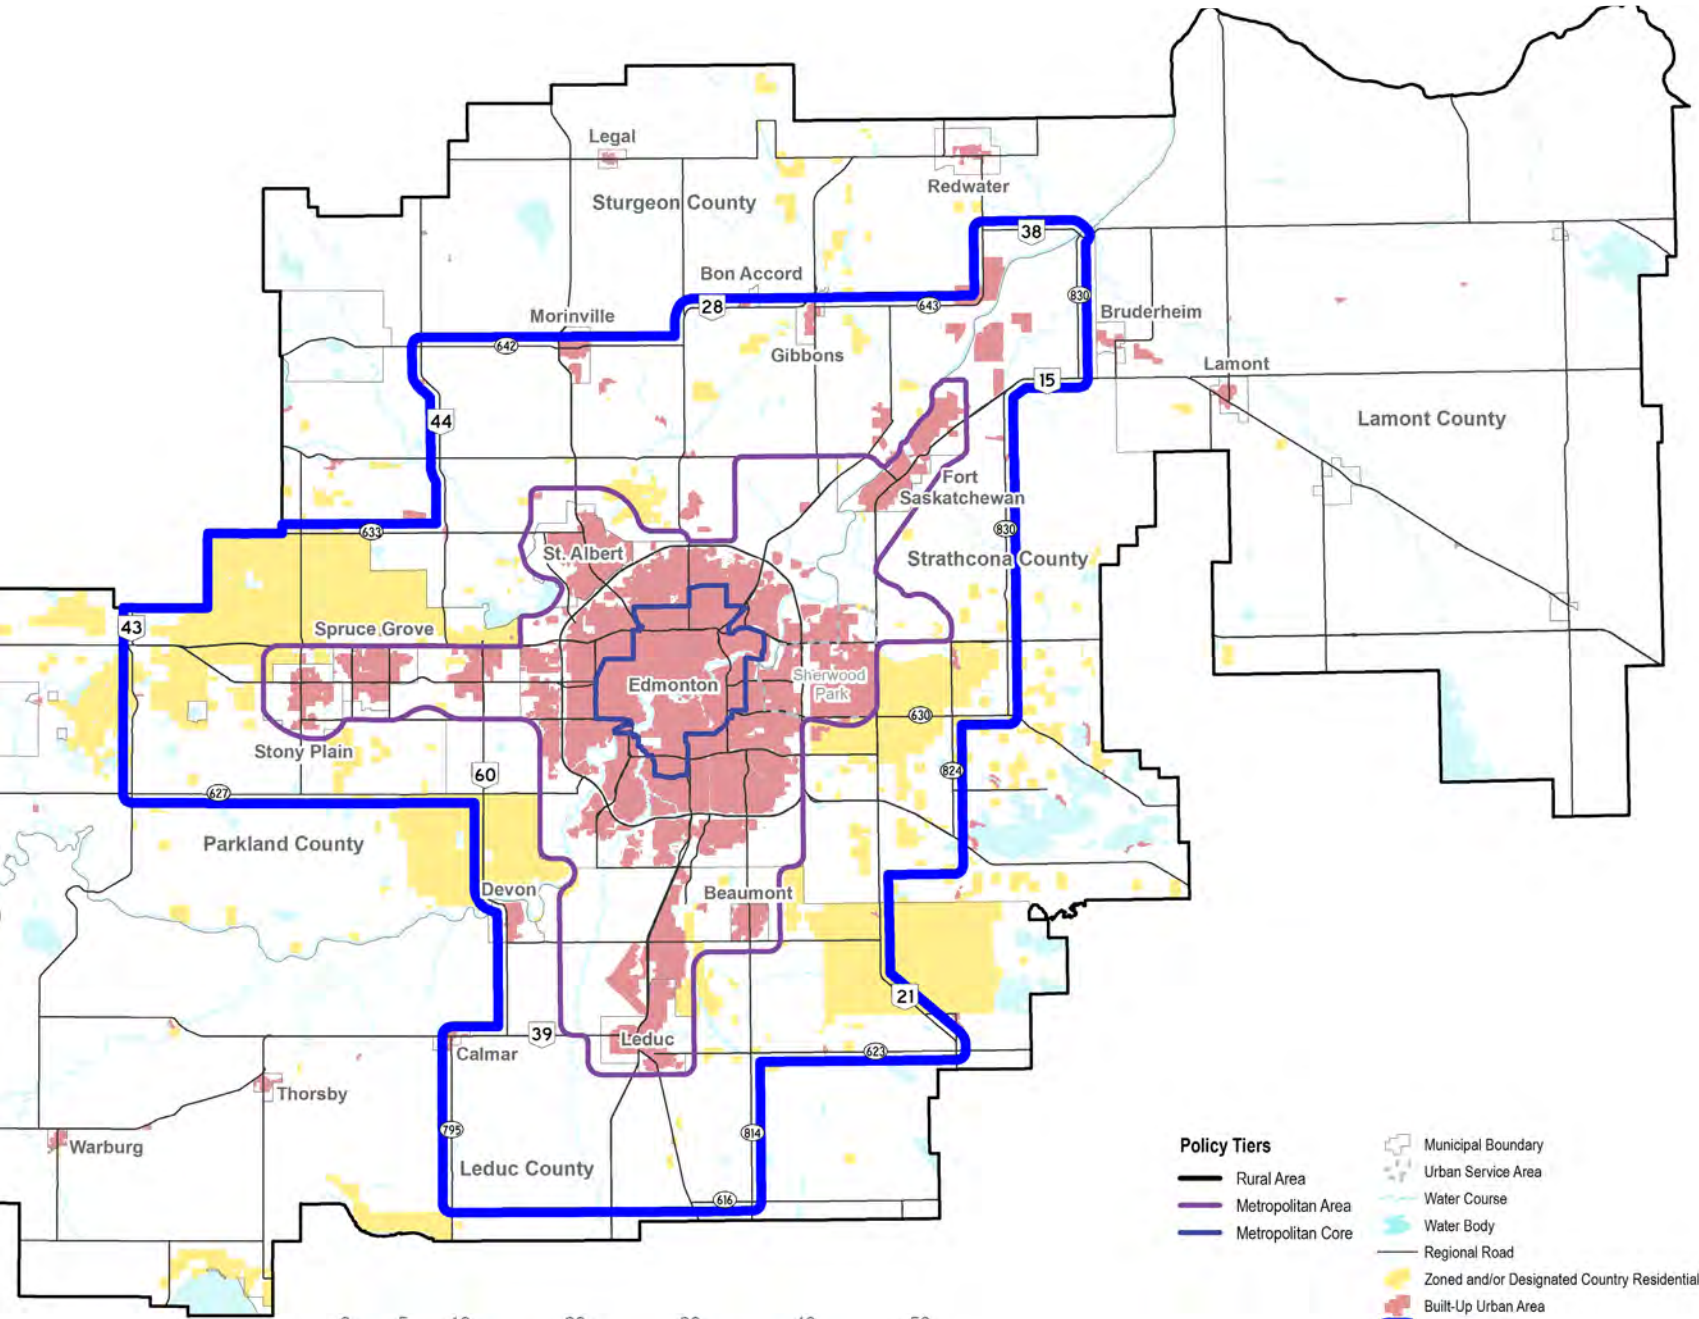 Legal
Redwater
Sturgeon County
38
Bon Accord
28
643
830
Morinville
Bruderheim
642
Gibbons
Lamont
15
44
Lamont County
Fort
Saskatchewan
633
830
St. Albert
Strathcona County
43
Spruce Grove
Edmonton
Sherwood
Park
630
Stony Plain
60
824
627
Parkland County
Devon
Beaumont
21
39
Leduc
623
Calmar
Thorsby
795
814
Warburg
Leduc County
616
Policy Tiers
Rural Area
Metropolitan Area
Metropolitan Core
Municipal Boundary
Urban Service Area
Water Course
Water Body
Regional Road
Zoned and/or Designated Country Residential
Built-Up Urban Area